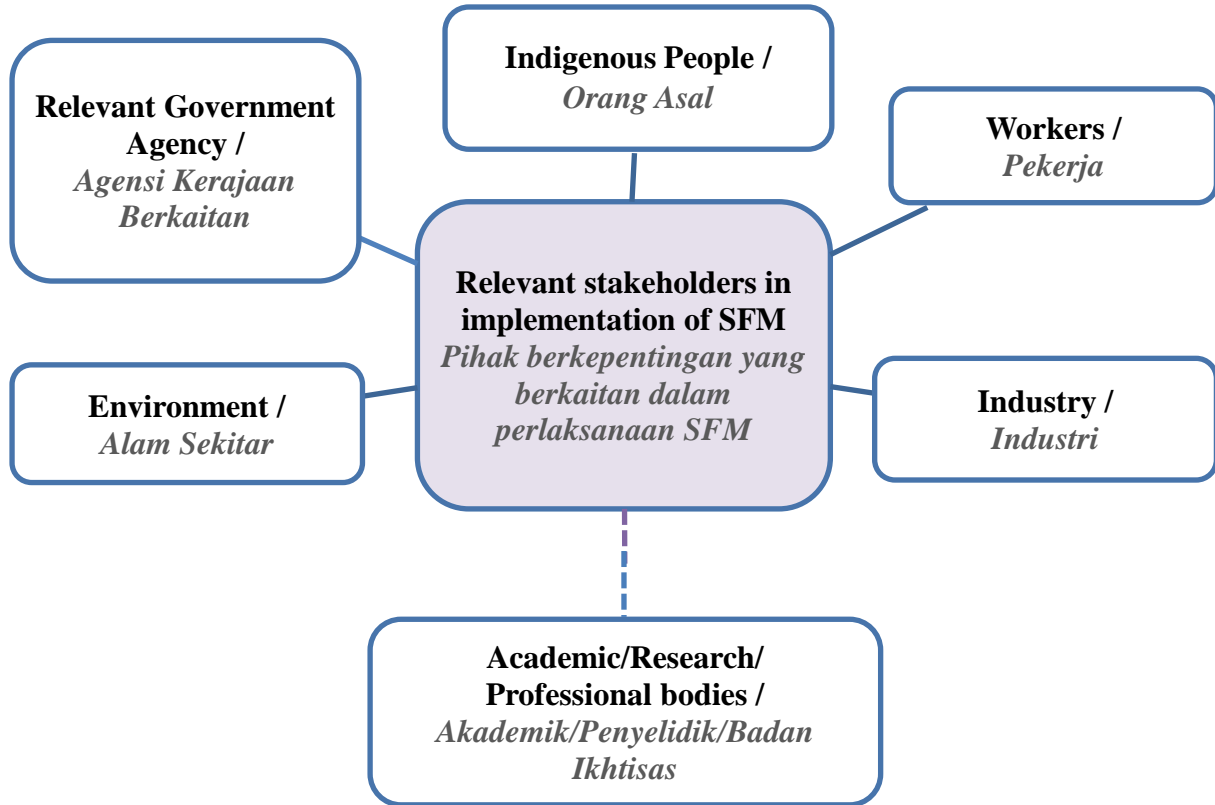 Indigenous People /
Orang Asal
Relevant Government
Agency /
Agensi Kerajaan
Berkaitan
Workers /
Pekerja
Relevant stakeholders in
implementation of SFM
Pihak berkepentingan yang
berkaitan dalam
perlaksanaan SFM
Environment /
Alam Sekitar
Industry /
Industri
Academic/Research/
Professional bodies /
Akademik/Penyelidik/Badan
Ikhtisas